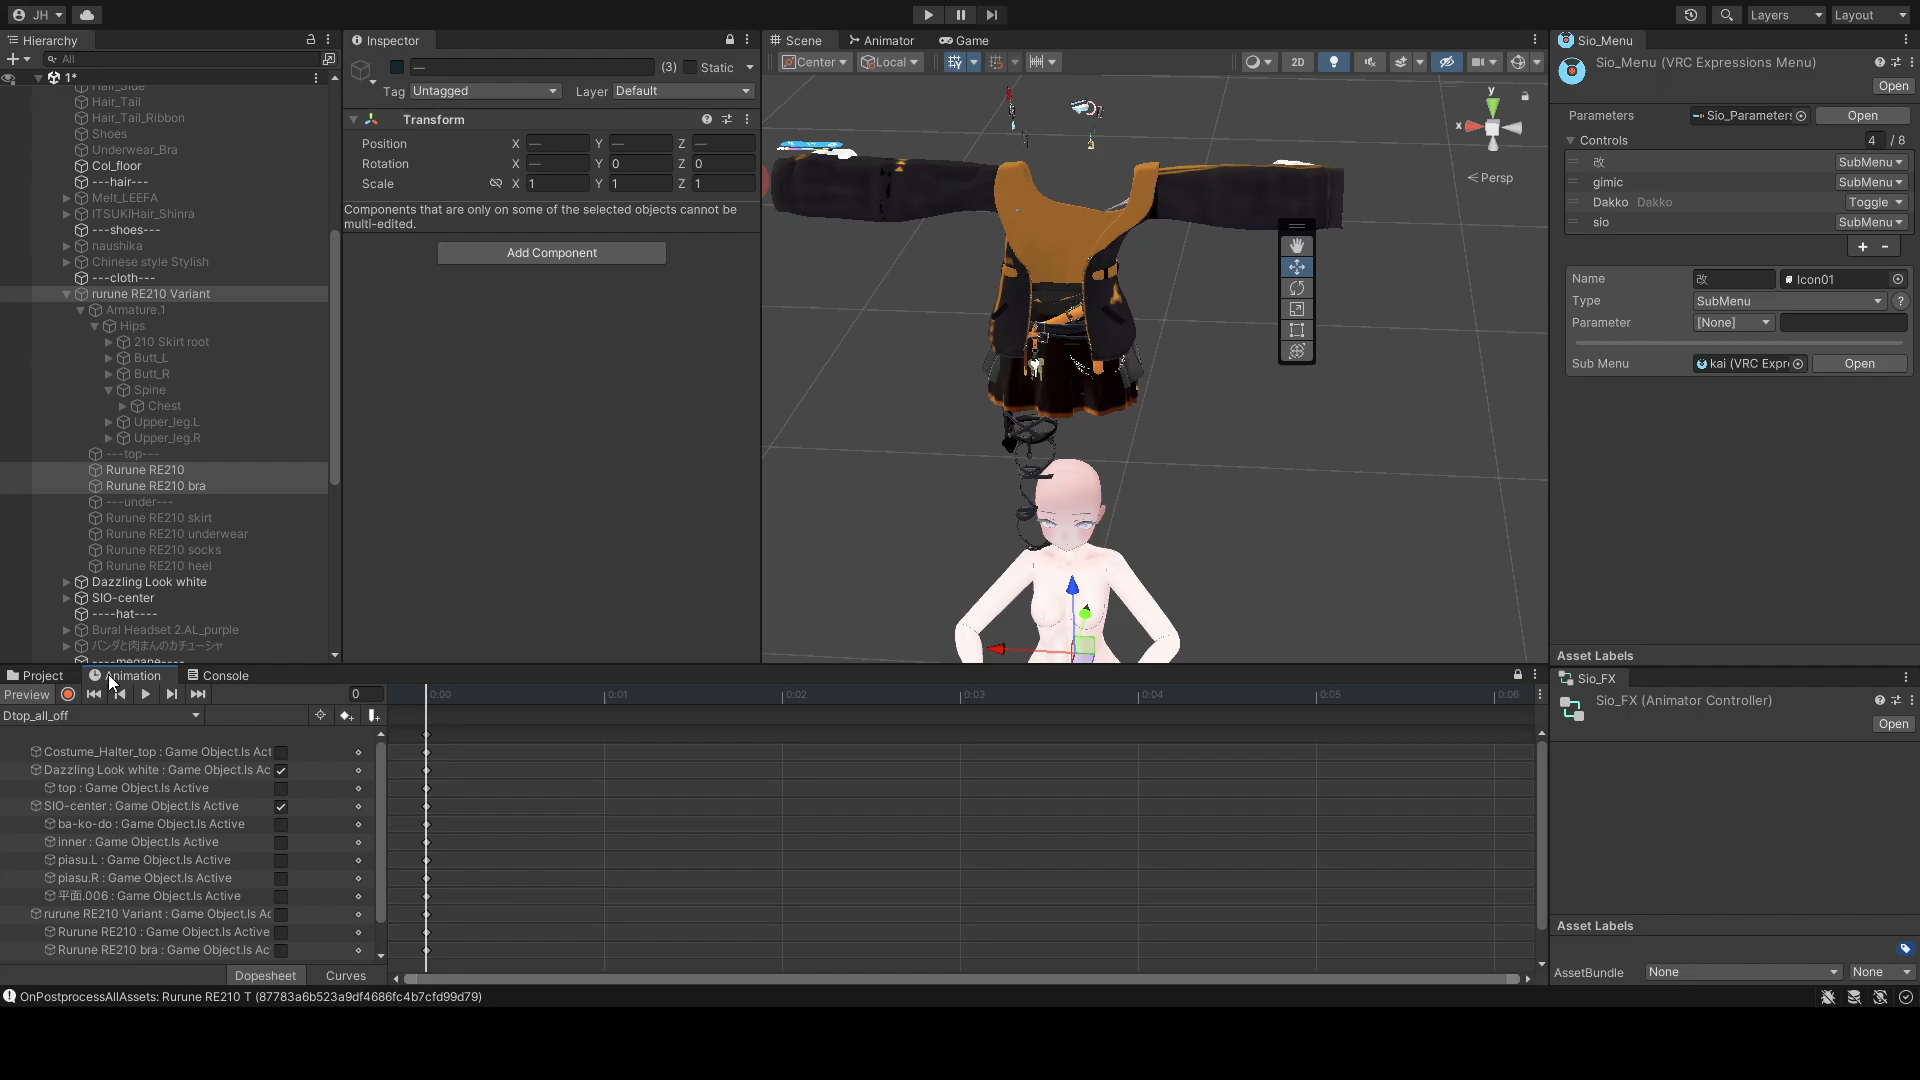 JH
Layers
Layout
Hierarchy
All
1*
Hair_Side
Hair_Tail
Hair_Tail_Ribbon
Shoes
Underwear_Bra
Col_floor
---hair---
Melt_LEEFA
ITSUKIHair_Shinra
---shoes---
naushika
Chinese style Stylish
---cloth---
rurune RE210 Variant
Armature.1
Hips
210 Skirt root
Butt_L
Butt_R
Spine
Chest
Upper_leg.L
Upper_leg.R
---top---
Rurune RE210
Rurune RE210 bra
---under---
Rurune RE210 skirt
Rurune RE210 underwear
Rurune RE210 socks
Rurune RE210 heel
Dazzling Look white
SIO-center
----hat----
Bural Headset 2.AL_purple
パンダと肉まんのカチューシャ
----megane----
Inspector
— (3) Static
Tag Untagged Layer Default
Transform
Position X — Y — Z —
Rotation X — Y 0 Z 0
Scale X 1 Y 1 Z 1
Components that are only on some of the selected objects cannot be
multi-edited.
Add Component
Scene Animator Game
Center Local 2D
y
x
Persp
Sio_Menu
Sio_Menu (VRC Expressions Menu)
Open
Parameters Sio_Parameters Open
Controls 4 / 8
改 SubMenu
gimic SubMenu
Dakko Dakko Toggle
sio SubMenu
+ -
Name 改 Icon01
Type SubMenu
Parameter [None]
Sub Menu kai (VRC Expr Open
Asset Labels
Sio_FX
Sio_FX (Animator Controller)
Open
Asset Labels
AssetBundle None None
Project Animation Console
Preview 0
0:00 0:01 0:02 0:03 0:04 0:05 0:06
Dtop_all_off
Costume_Halter_top : Game Object.Is Act
Dazzling Look white : Game Object.Is Ac
top : Game Object.Is Active
SIO-center : Game Object.Is Active
ba-ko-do : Game Object.Is Active
inner : Game Object.Is Active
piasu.L : Game Object.Is Active
piasu.R : Game Object.Is Active
平面.006 : Game Object.Is Active
rurune RE210 Variant : Game Object.Is Ac
Rurune RE210 : Game Object.Is Active
Rurune RE210 bra : Game Object.Is Ac
Dopesheet Curves
OnPostprocessAllAssets: Rurune RE210 T (87783a6b523a9df4686fc4b7cfd99d79)